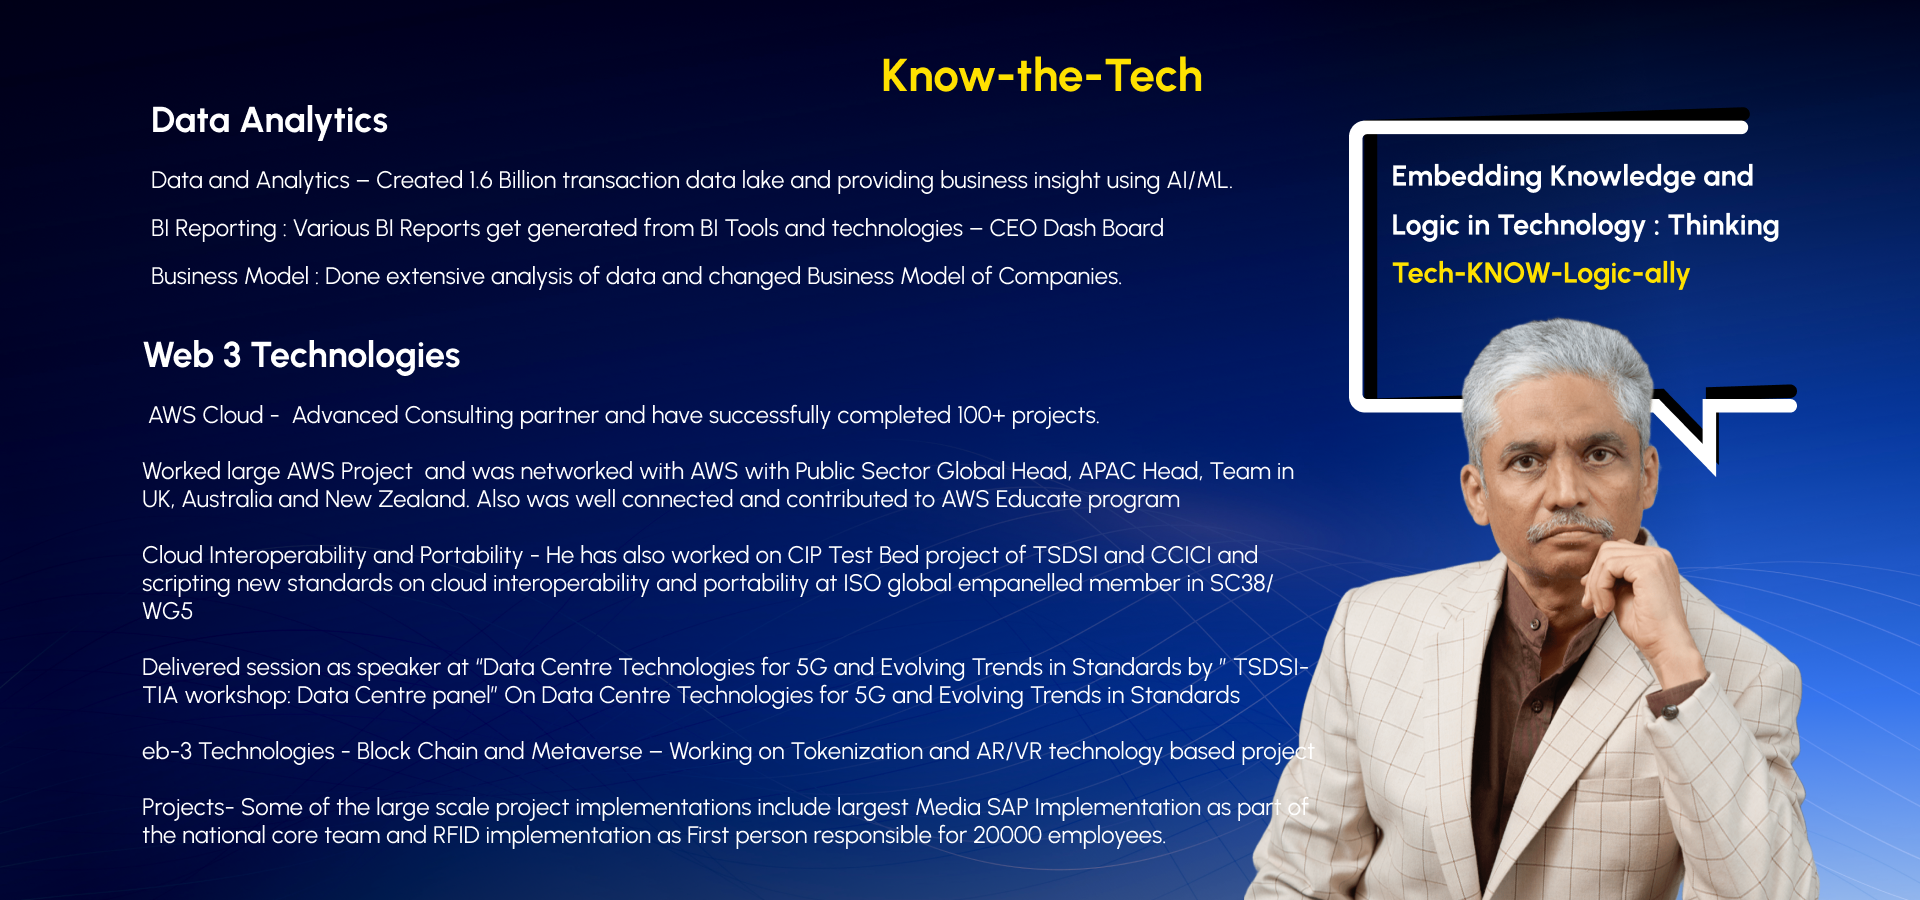 Know-the-Tech
Data Analytics
Data and Analytics – Created 1.6 Billion transaction data lake and providing business insight using AI/ML.
BI Reporting : Various BI Reports get generated from BI Tools and technologies – CEO Dash Board
Business Model : Done extensive analysis of data and changed Business Model of Companies.
Web 3 Technologies
AWS Cloud -  Advanced Consulting partner and have successfully completed 100+ projects.
Worked large AWS Project  and was networked with AWS with Public Sector Global Head, APAC Head, Team in
UK, Australia and New Zealand. Also was well connected and contributed to AWS Educate program
Cloud Interoperability and Portability - He has also worked on CIP Test Bed project of TSDSI and CCICI and
scripting new standards on cloud interoperability and portability at ISO global empanelled member in SC38/
WG5
Delivered session as speaker at “Data Centre Technologies for 5G and Evolving Trends in Standards by ” TSDSI-
TIA workshop: Data Centre panel” On Data Centre Technologies for 5G and Evolving Trends in Standards
eb-3 Technologies - Block Chain and Metaverse – Working on Tokenization and AR/VR technology based project
Projects- Some of the large scale project implementations include largest Media SAP Implementation as part of
the national core team and RFID implementation as First person responsible for 20000 employees.
Embedding Knowledge and
Logic in Technology : Thinking
Tech-KNOW-Logic-ally